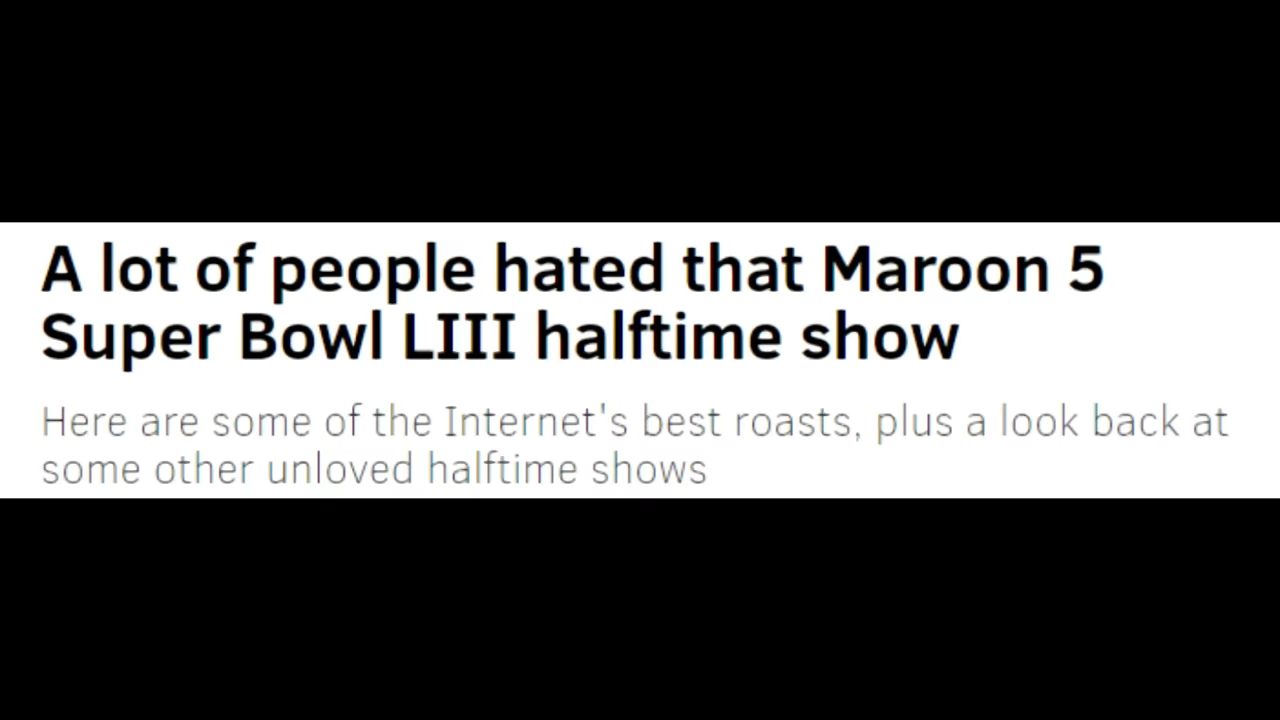 A lot of people hated that Maroon 5
Super Bowl LIII halftime show
Here are some of the Internet's best roasts, plus a look back at
some other unloved halftime shows